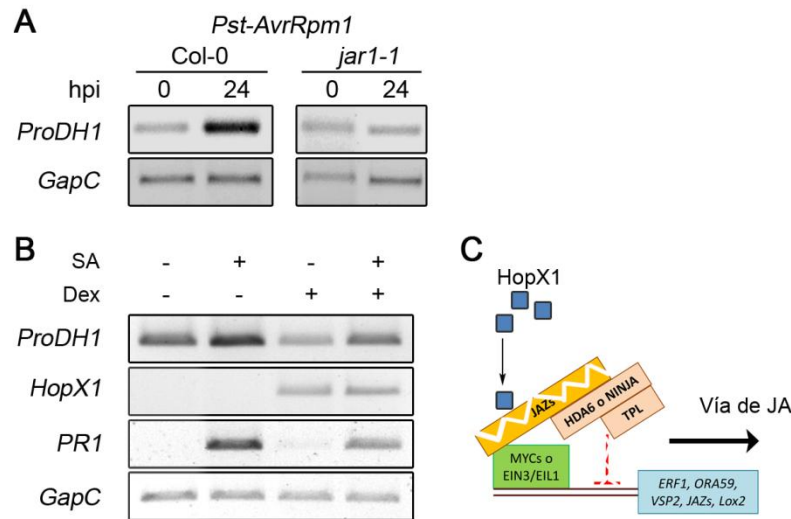 A
Pst-AvrRpm1
Col-0 jar1-1
hpi 0 24 0 24
ProDH1
GapC
B
SA - + - +
Dex - - + +
ProDH1
HopX1
PR1
GapC
C
HopX1
JAZs
HDA6 o NINJA
TPL
Vía de JA
MYCs o
EIN3/EIL1
ERF1, ORA59,
VSP2, JAZs, Lox2